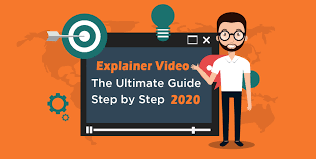 Explainer Video
The Ultimate Guide
Step by Step 2020